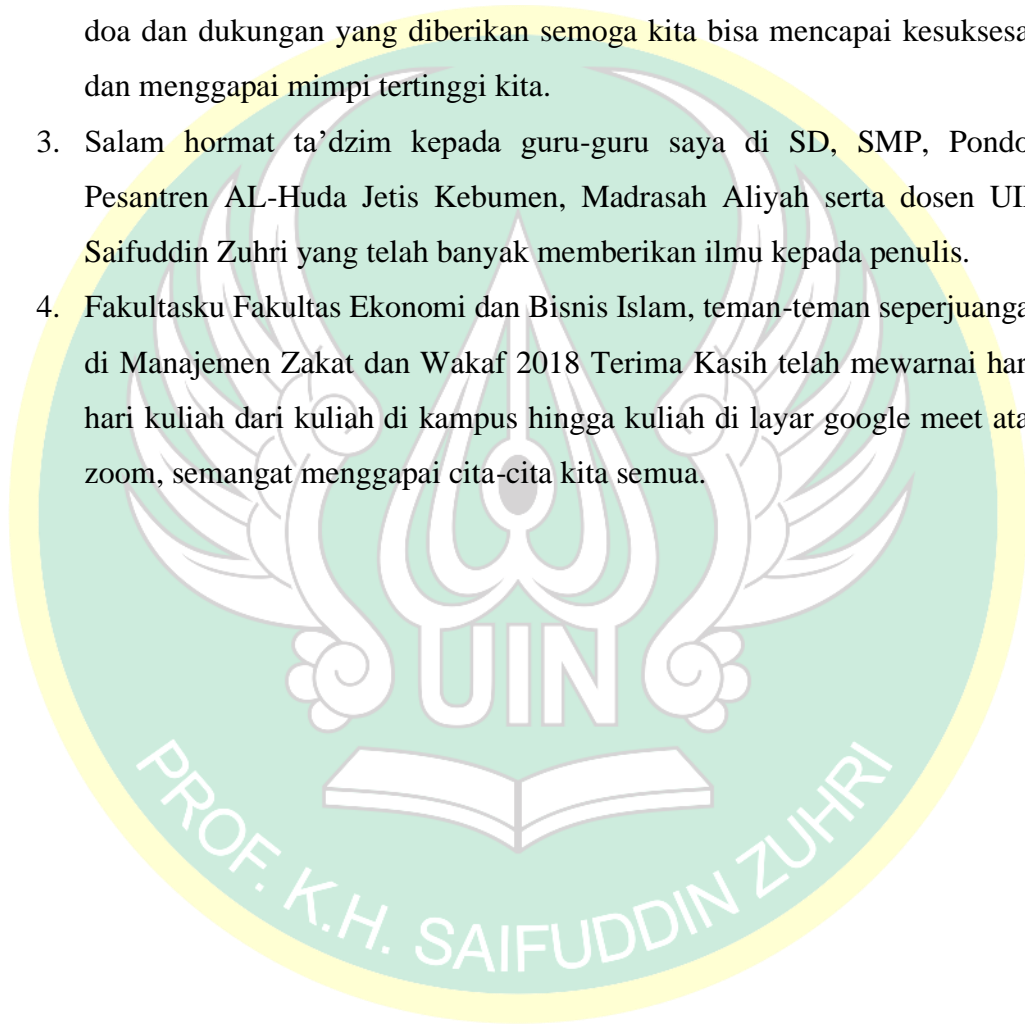 doa dan dukungan yang diberikan semoga kita bisa mencapai kesuksesa
dan menggapai mimpi tertinggi kita.
3. Salam hormat ta’dzim kepada guru-guru saya di SD, SMP, Pondo
Pesantren AL-Huda Jetis Kebumen, Madrasah Aliyah serta dosen UI
Saifuddin Zuhri yang telah banyak memberikan ilmu kepada penulis.
4. Fakultasku Fakultas Ekonomi dan Bisnis Islam, teman-teman seperjuanga
di Manajemen Zakat dan Wakaf 2018 Terima Kasih telah mewarnai har
hari kuliah dari kuliah di kampus hingga kuliah di layar google meet ata
zoom, semangat menggapai cita-cita kita semua.
UIN
PROF. K.H. SAIFUDDIN ZUHRI